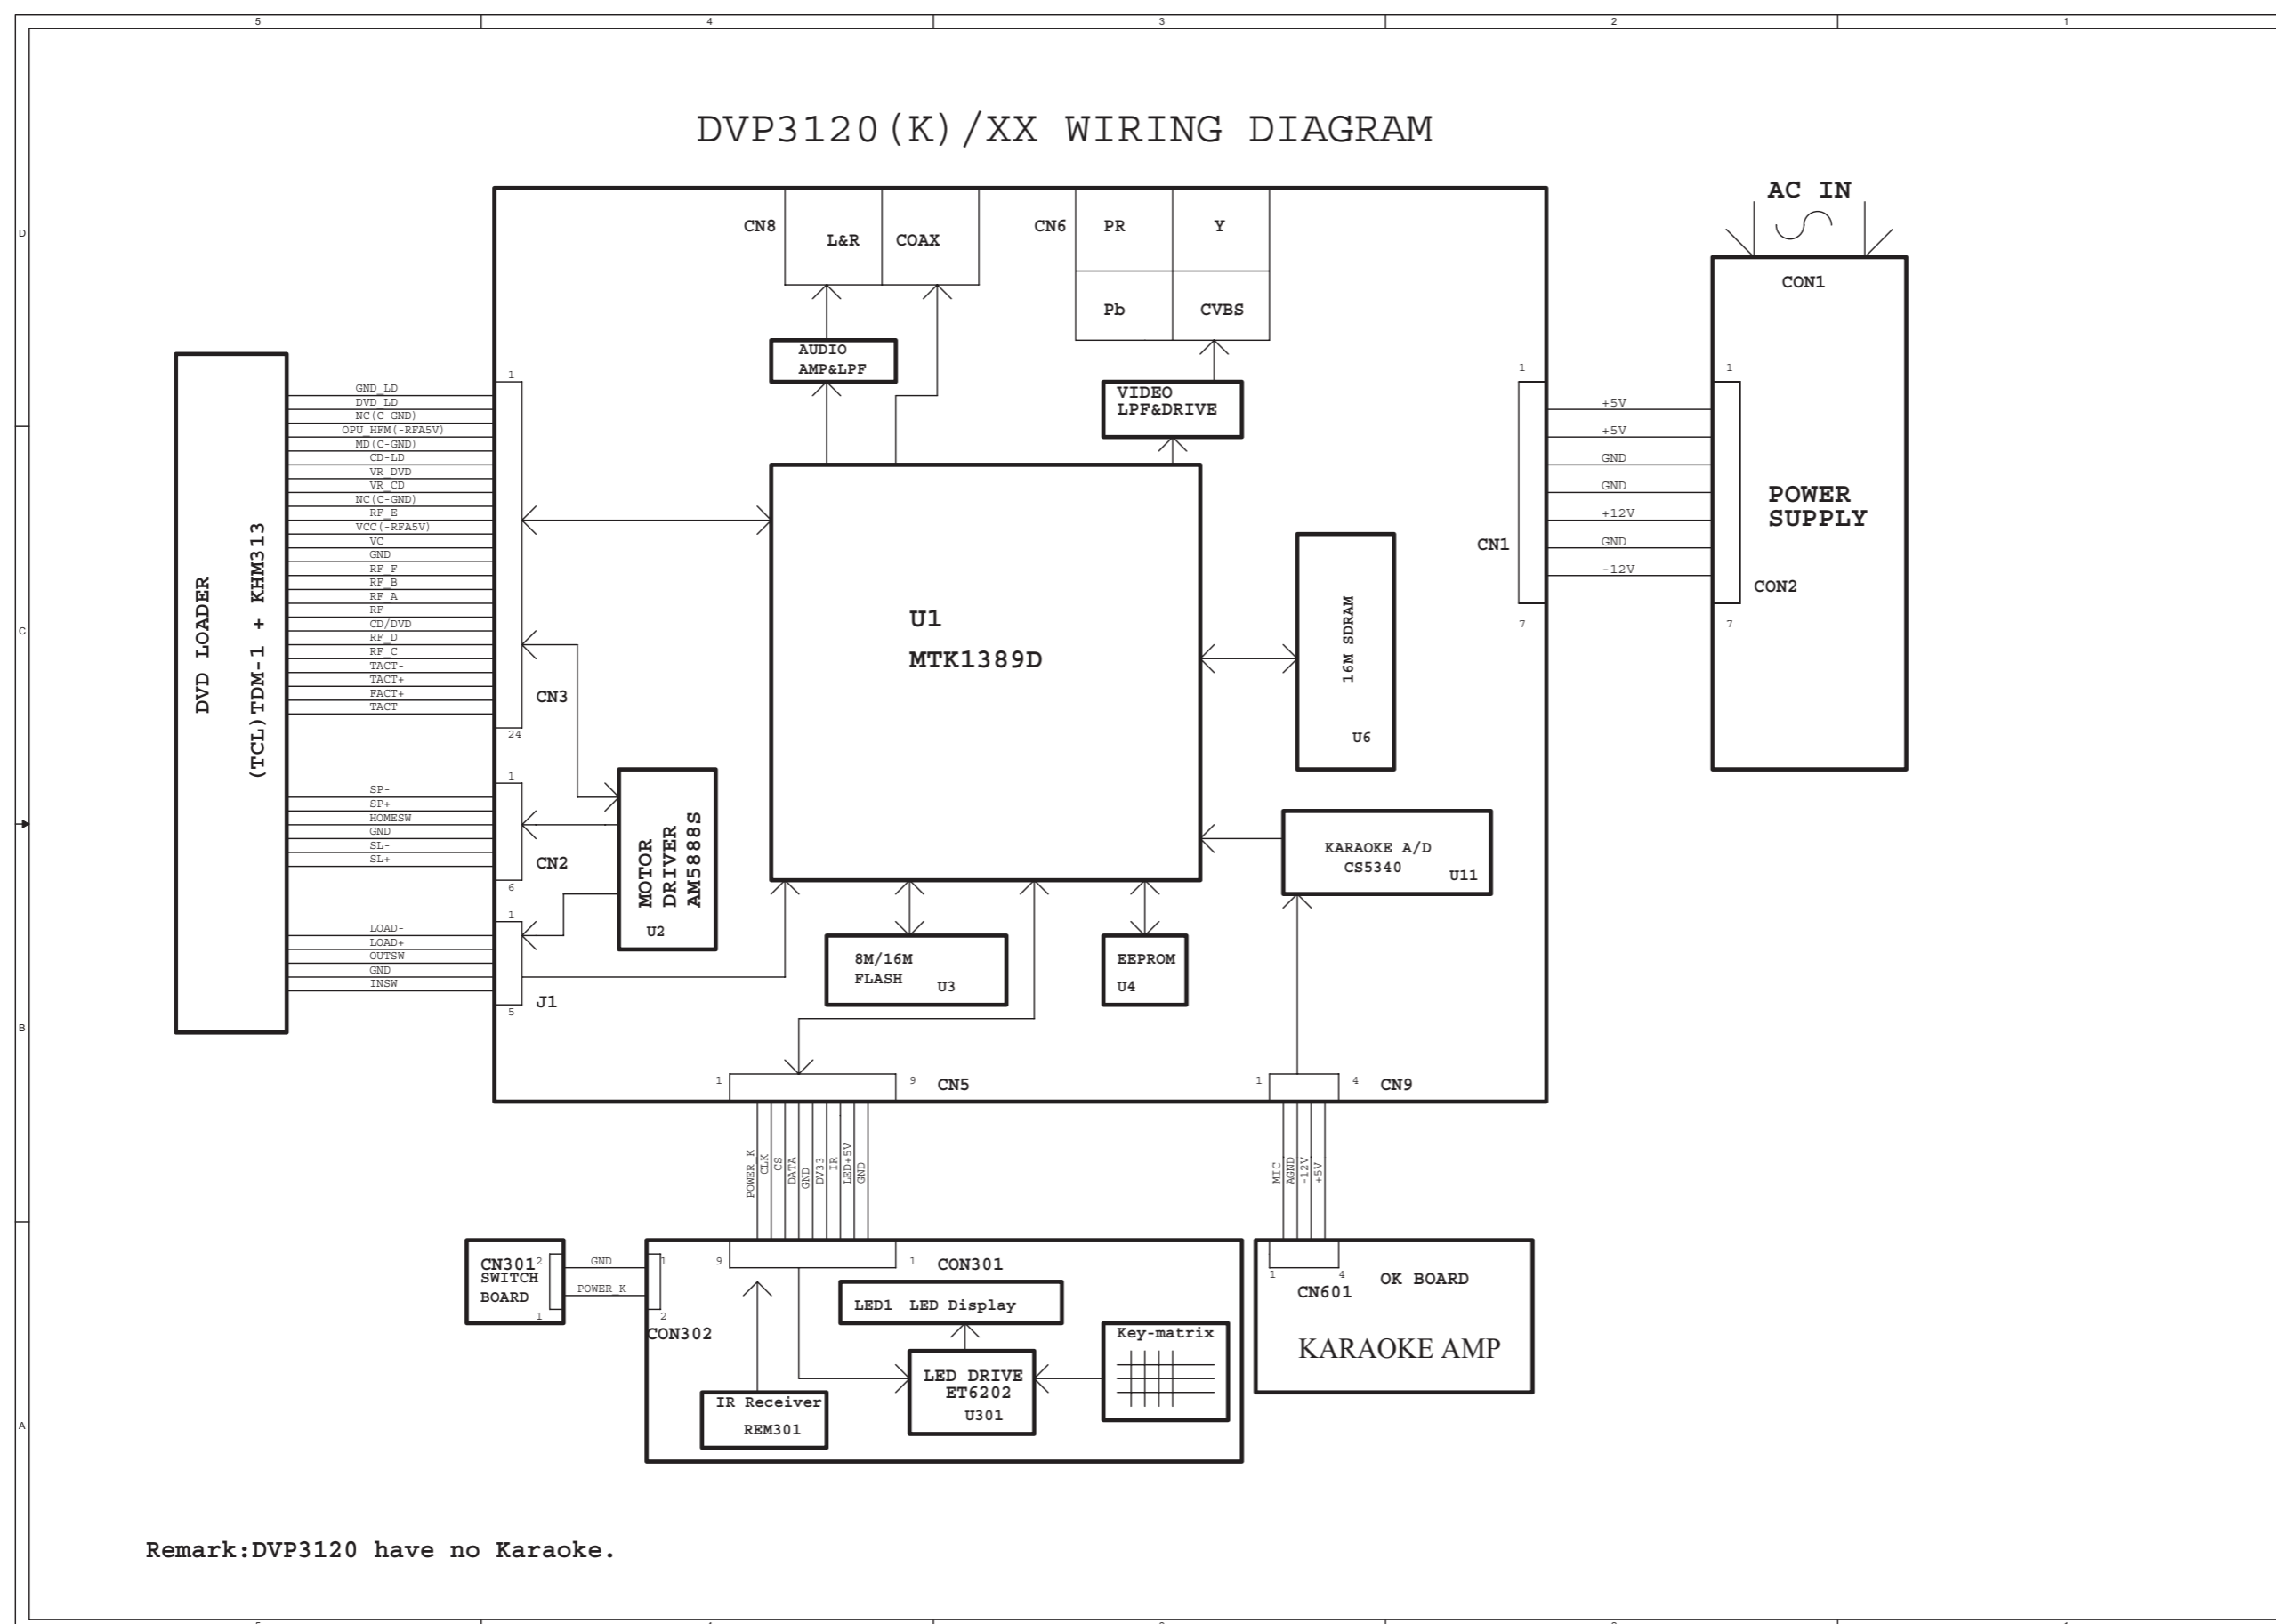 5 4 3 2 1
DVP3120(K)/XX WIRING DIAGRAM
D
CN8
L&R
COAX
CN6
PR
Y
Pb
CVBS
AC IN
CON1
AUDIO
AMP&LPF
VIDEO
LPF&DRIVE
DVD LOADER
(TCL)TDM-1 + KHM313
1
GND_LD
DVD_LD
NC(C-GND)
OPU_HFM(-RFA5V)
MD(C-GND)
CD-LD
VR_DVD
VR_CD
NC(C-GND)
RF_E
VCC(-RFA5V)
VC
GND
RF_F
RF_B
RF_A
RF
CD/DVD
RF_D
RF_C
TACT-
TACT+
FACT+
TACT-
CN3
24
1
SP-
SP+
HOMESW
GND
SL-
SL+
CN2
6
1
LOAD-
LOAD+
OUTSW
GND
INSW
J1
5
MOTOR
DRIVER
AM5888S
U2
U1
MTK1389D
16M SDRAM
U6
1
CN1
7
+5V
+5V
GND
GND
+12V
GND
-12V
1
POWER
SUPPLY
CON2
7
C
KARAOKE A/D
CS5340
U11
8M/16M
FLASH
U3
EEPROM
U4
B
1
9
CN5
1
4
CN9
POWER_K
CLK
CS
DATA
GND
DV33
IR
LED+5V
GND
MIC
AGND
-12V
+5V
CN301
2
SWITCH
BOARD
1
GND
POWER_K
1
2
CON302
9
1
CON301
LED1 LED Display
Key-matrix
LED DRIVE
ET6202
U301
IR Receiver
REM301
1
4
CN601
OK BOARD
KARAOKE AMP
A
Remark:DVP3120 have no Karaoke.